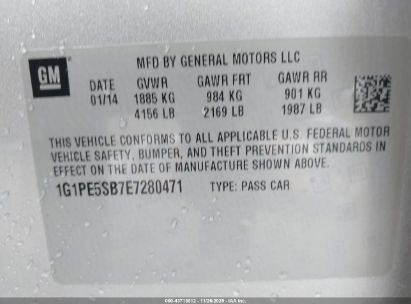 MFD BY GENERAL MOTORS LLC
GM
DATE GVWR GAWR FRT GAWR RR
01/14 1885 KG 984 KG 901 KG
4156 LB 2169 LB 1987 LB
THIS VEHICLE CONFORMS TO ALL APPLICABLE U.S. FEDERAL MOTOR
VEHICLE SAFETY, BUMPER, AND THEFT PREVENTION STANDARDS IN
EFFECT ON THE DATE OF MANUFACTURE SHOWN ABOVE.
1G1PE5SB7E7280471 TYPE: PASS CAR